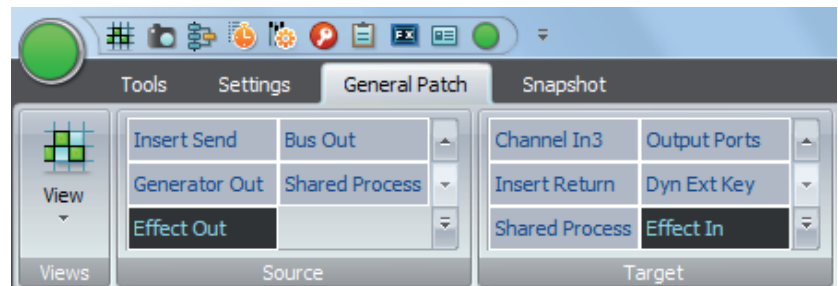 FX
Tools Settings General Patch Snapshot
Insert Send Bus Out Channel In3 Output Ports
View Generator Out Shared Process Insert Return Dyn Ext Key
Effect Out Shared Process Effect In
Views Source Target